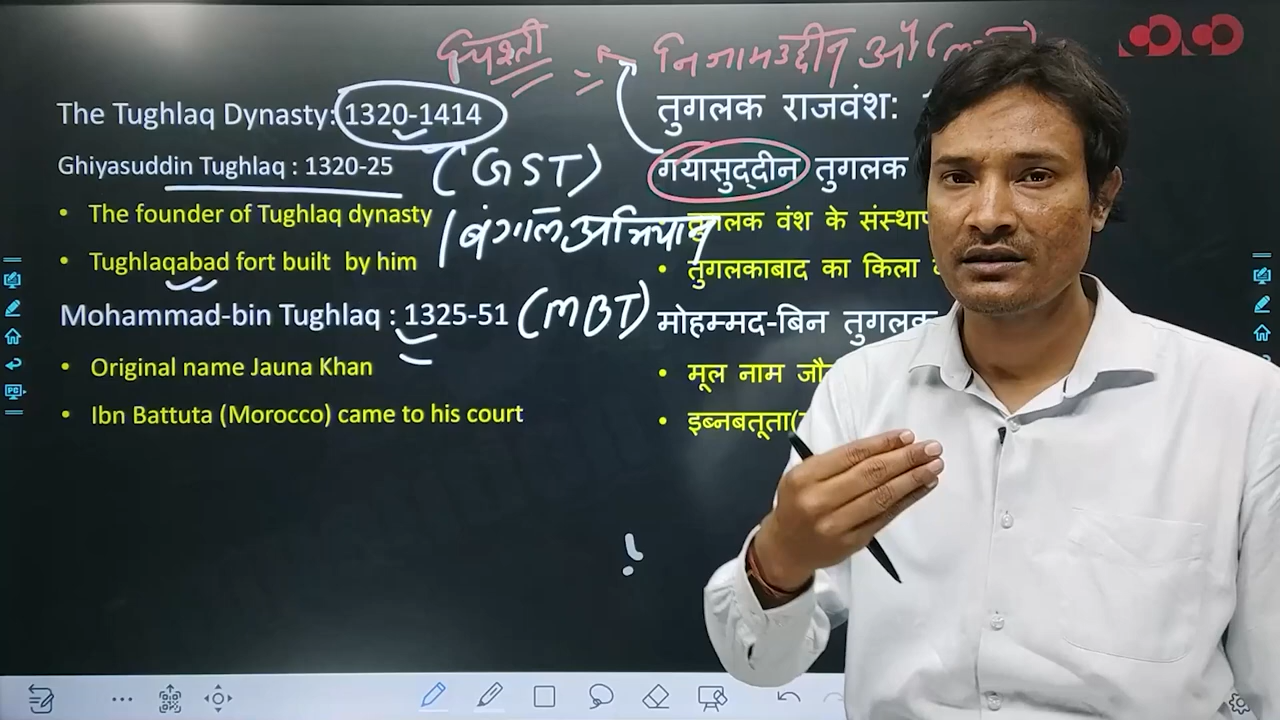 चिश्ती निजामउद्दीन
The Tughlaq Dynasty: 1320-1414
तुगलक राजवंश:
Ghiyasuddin Tughlaq : 1320-25 (GST)
गयासुद्दीन तुगलक
• The founder of Tughlaq dynasty
बंगाल अभियान
वंश के
• Tughlaqabad fort built by him
• तुगलकाबाद का किला
Mohammad-bin Tughlaq : 1325-51 (MBT)
मोहम्मद-बिन तुगलक
• Original name Jauna Khan
• मूल नाम
• Ibn Battuta (Morocco) came to his court
• इब्नबतूता(
!